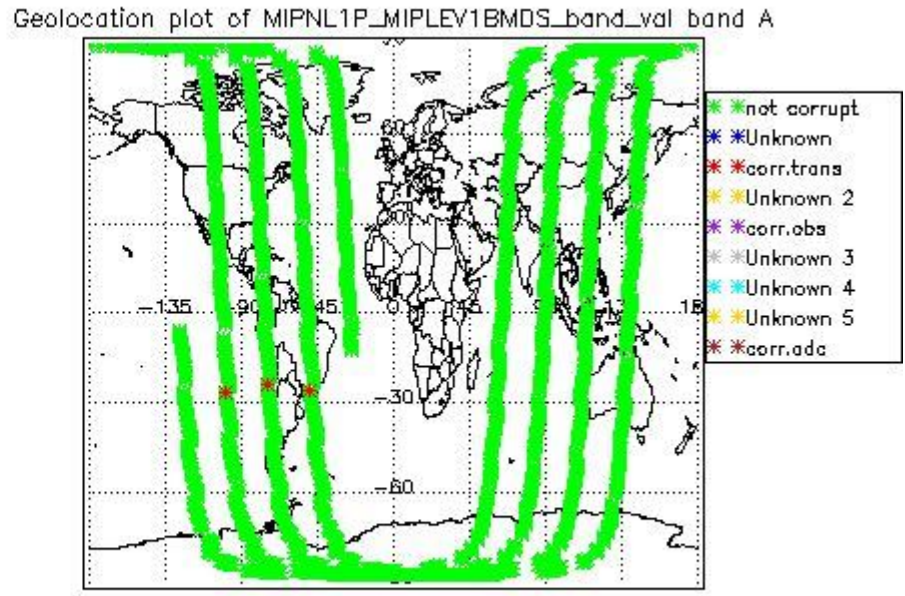 Geolocation plot of MIPNL1P_MIPLEV1BMDS_band_val band A
not corrupt
Unknown
corr.trans
Unknown 2
corr.obs
Unknown 3
Unknown 4
Unknown 5
corr.adc
60
-135
-90
-45
0
-30
-60